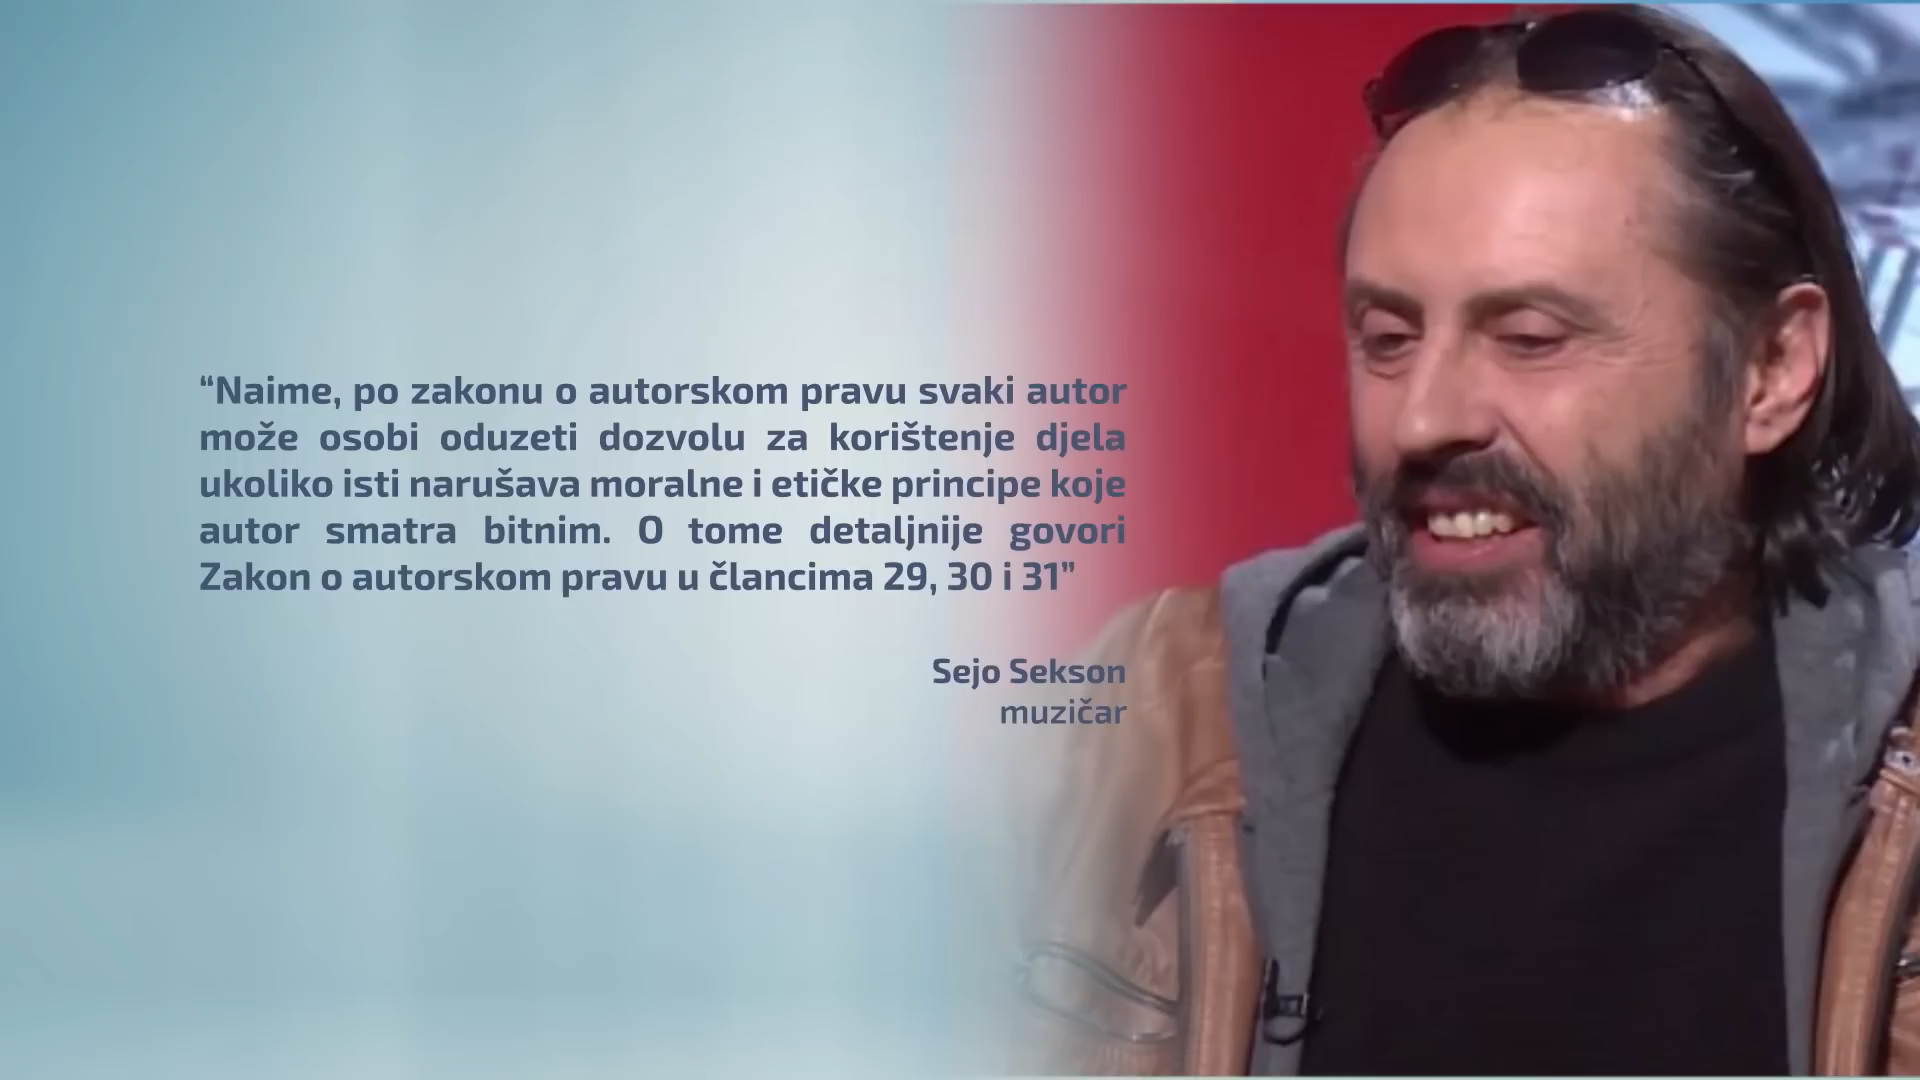 “Naime, po zakonu o autorskom pravu svaki autor
može osobi oduzeti dozvolu za korištenje djela
ukoliko isti narušava moralne i etičke principe koje
autor smatra bitnim. O tome detaljnije govori
Zakon o autorskom pravu u člancima 29, 30 i 31”
Sejo Sekson
muzičar